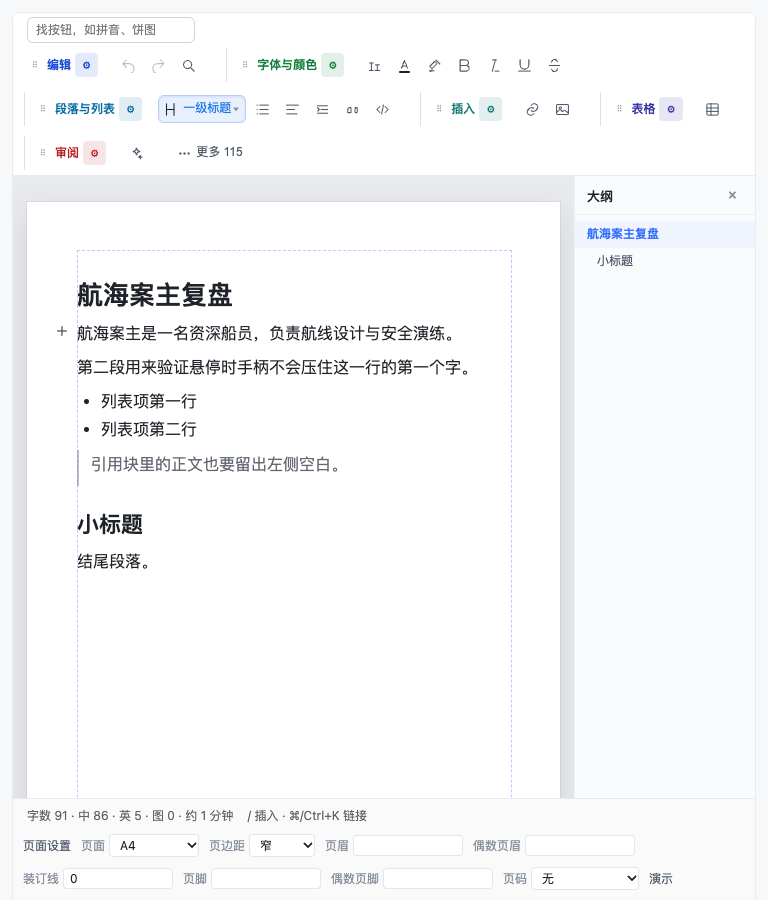 找按钮，如拼音、饼图
编辑 字体与颜色 A B I U S
段落与列表 H 一级标题 插入 表格
审阅 ••• 更多 115
大纲 ×
航海案主复盘
小标题
航海案主复盘
+ 航海案主是一名资深船员，负责航线设计与安全演练。
第二段用来验证悬停时手柄不会压住这一行的第一个字。
• 列表项第一行
• 列表项第二行
引用块里的正文也要留出左侧空白。
小标题
结尾段落。
字数 91 · 中 86 · 英 5 · 图 0 · 约 1 分钟 / 插入 · ⌘/Ctrl+K 链接
页面设置 页面 A4 页边距 窄 页眉 偶数页眉
装订线 0 页脚 偶数页脚 页码 无 演示